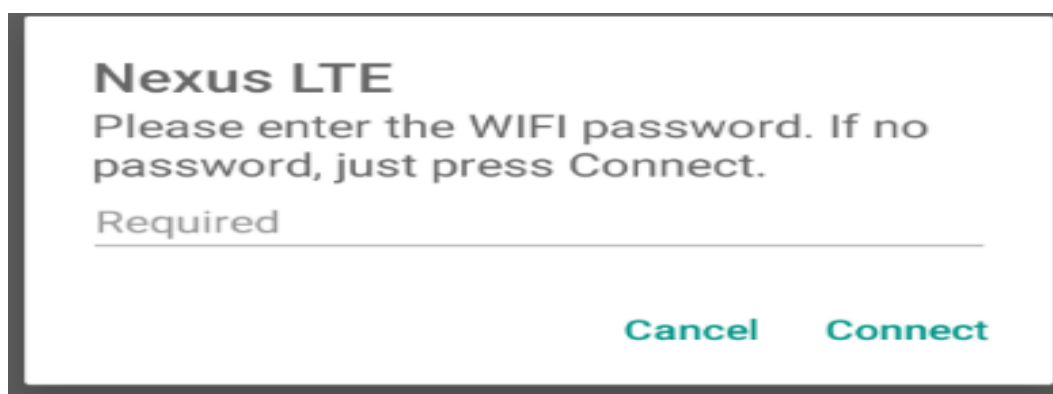 Nexus LTE
Please enter the WIFI password. If no
password, just press Connect.
Required
Cancel Connect